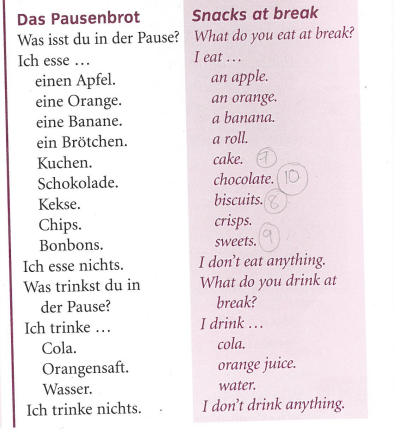 Das Pausenbrot Snacks at break
Was isst du in der Pause? What do you eat at break?
Ich esse … I eat …
einen Apfel. an apple.
eine Orange. an orange.
eine Banane. a banana.
ein Brötchen. a roll.
Kuchen. cake. 7
Schokolade. chocolate. 10
Kekse. biscuits. 8
Chips. crisps.
Bonbons. sweets. 9
Ich esse nichts. I don't eat anything.
Was trinkst du in What do you drink at
der Pause? break?
Ich trinke … I drink …
Cola. cola.
Orangensaft. orange juice.
Wasser. water.
Ich trinke nichts. I don't drink anything.